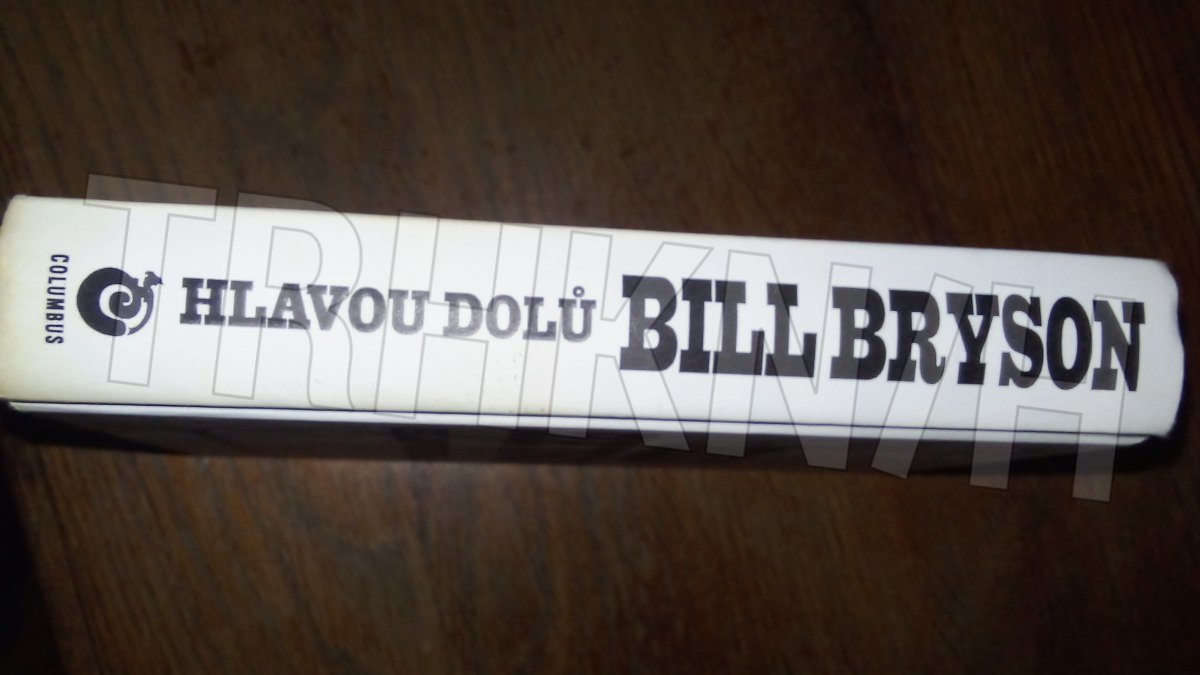 COLUMBUS
HLAVOU DOLŮ BILL BRYSON
TRHKNIH